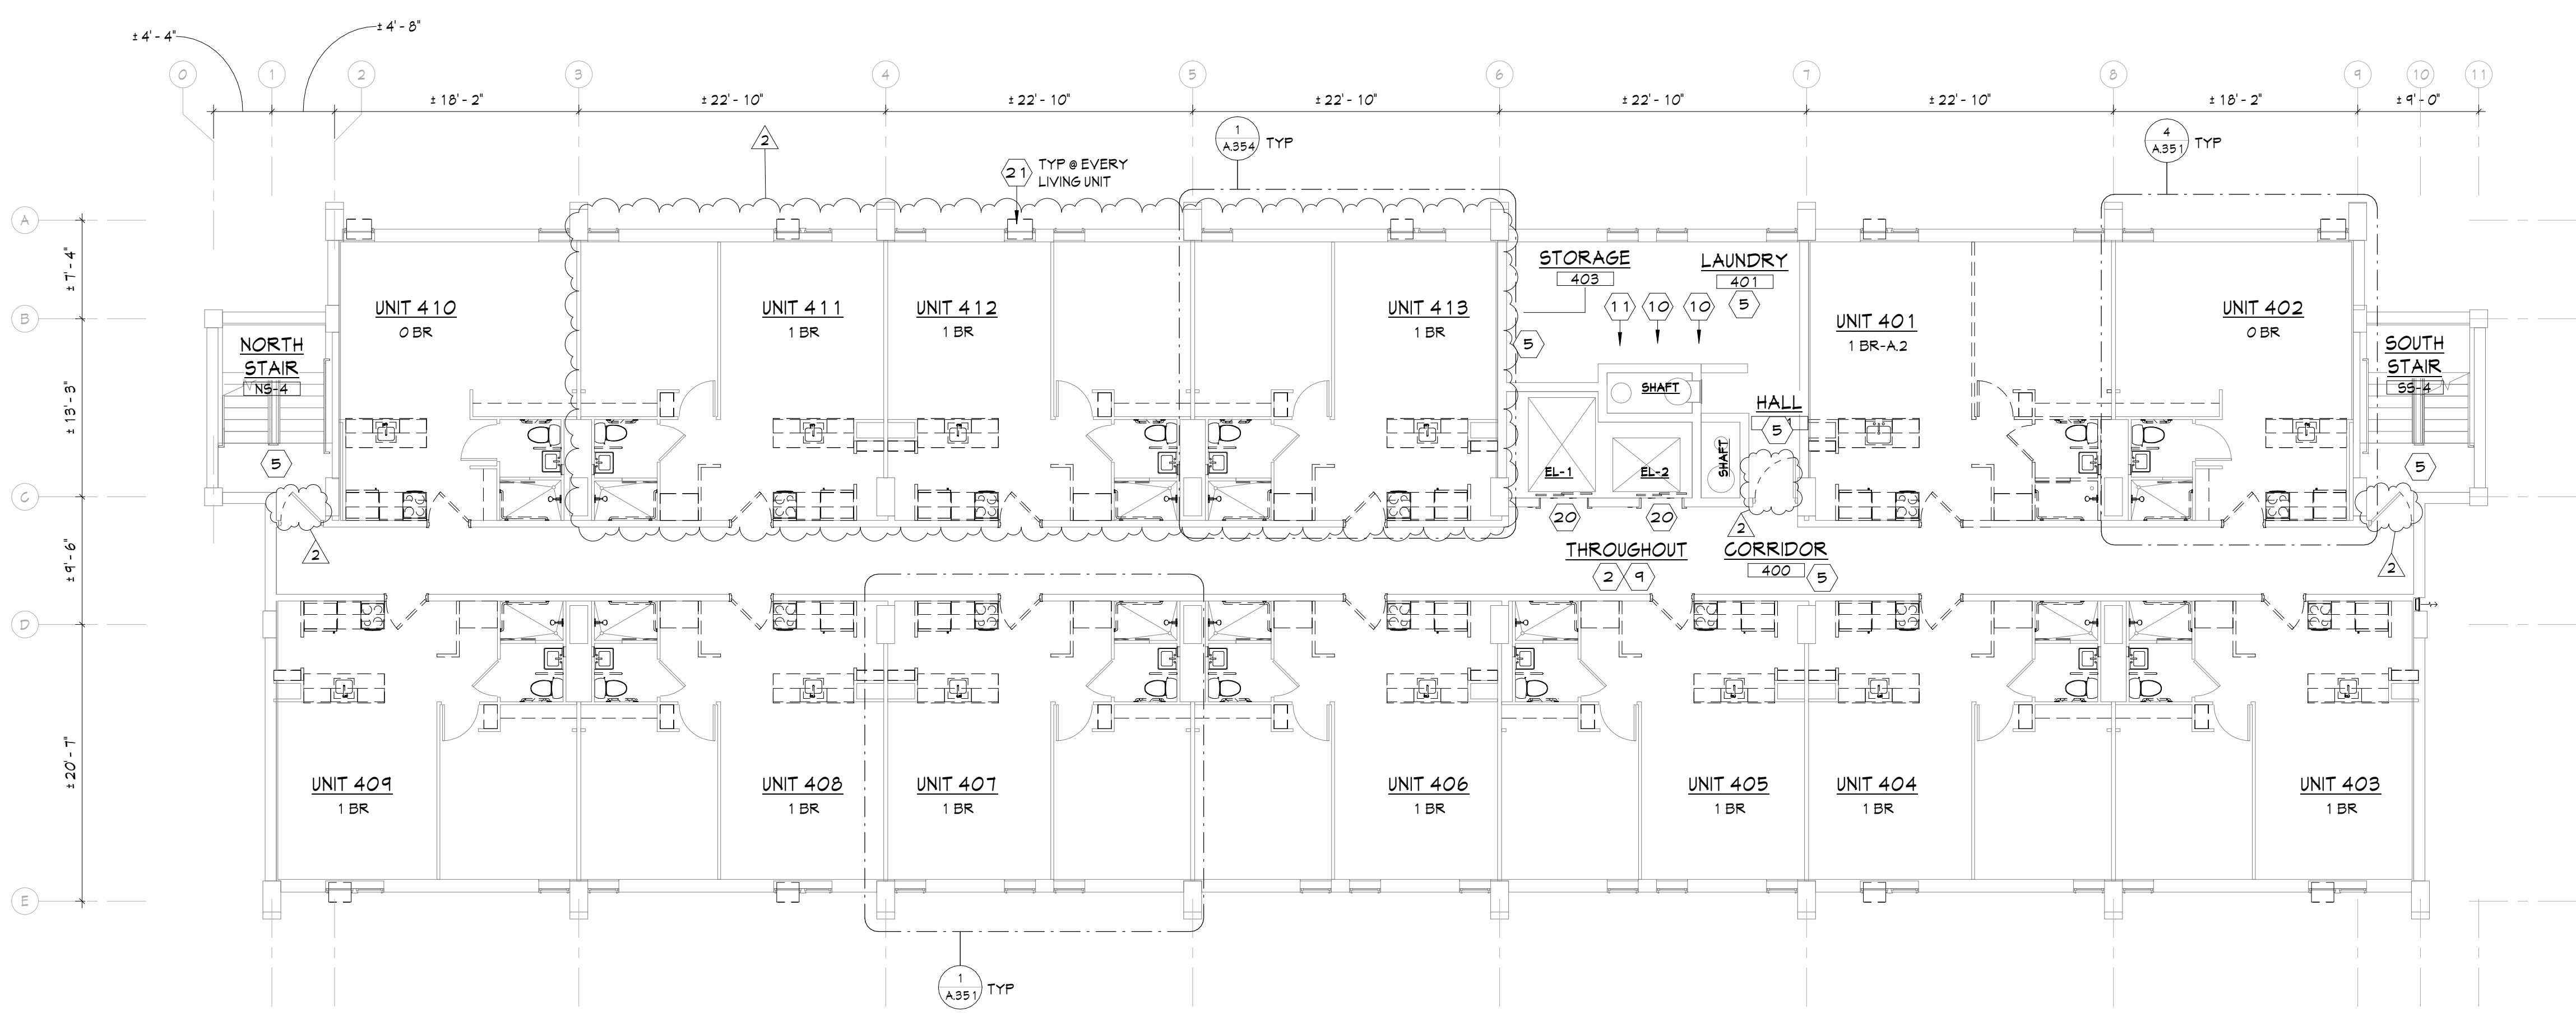 ± 4' - 4"
± 4' - 8"
0
1
2
3
4
5
6
7
8
9
10
11
± 18' - 2"
± 22' - 10"
± 22' - 10"
± 22' - 10"
± 22' - 10"
± 22' - 10"
± 18' - 2"
± 9' - 0"
2
21
TYP @ EVERY
LIVING UNIT
1
A.354
TYP
4
A.351
TYP
A
B
C
D
E
± 7' - 4"
± 13' - 3"
± 9' - 6"
± 20' - 7"
NORTH
STAIR
NS-4
5
2
UNIT 410
0 BR
UNIT 411
1 BR
UNIT 412
1 BR
UNIT 413
1 BR
5
STORAGE
403
LAUNDRY
401
11
10
10
5
SHAFT
SHAFT
HALL
5
EL-1
EL-2
20
20
2
UNIT 401
1 BR-A.2
UNIT 402
0 BR
SOUTH
STAIR
SS-4
5
2
THROUGHOUT
2
9
CORRIDOR
400
5
UNIT 409
1 BR
UNIT 408
1 BR
UNIT 407
1 BR
UNIT 406
1 BR
UNIT 405
1 BR
UNIT 404
1 BR
UNIT 403
1 BR
1
A.351
TYP